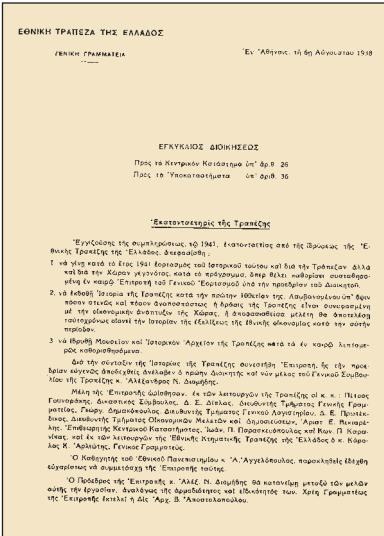 ΕΘΝΙΚΗ ΤΡΑΠΕΖΑ ΤΗΣ ΕΛΛΑΔΟΣ
ΓΕΝΙΚΗ ΓΡΑΜΜΑΤΕΙΑ
Ἐν Ἀθήναις, τῇ 6ῃ Αὐγούστου 1938
ΕΓΚΥΚΛΙΟΣ ΔΙΟΙΚΗΣΕΩΣ
Πρὸς τὸ Κεντρικὸν Κατάστημα ὑπ' ἀρ.θ. 26
Πρὸς τὰ Ὑποκαταστήματα ὑπ' ἀριθ. 36
Ἑκατονταετηρὶς τῆς Τραπέζης
Ἐγγιζούσης τῆς συμπληρώσεως, τῷ 1941, ἑκατονταετίας ἀπὸ τῆς ἱδρύσεως τῆς Ἐ-
θνικῆς Τραπέζης τῆς Ἑλλάδος, ἀπεφασίσθη:
1. νὰ γίνῃ κατὰ τὸ ἔτος 1941 ἑορτασμὸς τοῦ ἱστορικοῦ τούτου καὶ διὰ τὴν Τράπεζαν ἀλλὰ
καὶ διὰ τὴν Χώραν γεγονότος, κατὰ τὸ πρόγραμμα, ὅπερ θέλει καθορίσει συσταθησο-
μένη ἐν καιρῷ Ἐπιτροπὴ τοῦ Γενικοῦ Ἑορτασμοῦ ὑπὸ τὴν προεδρίαν τοῦ Διοικητοῦ.
2. νὰ ἐκδοθῇ Ἱστορία τῆς Τραπέζης κατὰ τὴν πρώτην 100ετίαν της. Λαμβανομένου ὑπ' ὄψιν
πόσον στενῶς καὶ πόσον ἀναποσπάστως ἡ δρᾶσις τῆς Τραπέζης εἶναι συνυφασμένη
μὲ τὴν οἰκονομικὴν ἀνάπτυξιν τῆς Χώρας, ἡ ἀποφασισθεῖσα μελέτη θὰ ἀποτελέσῃ
ταὐτοχρόνως οἱονεὶ τὴν Ἱστορίαν τῆς ἐξελίξεως τῆς ἐθνικῆς οἰκονομίας κατὰ τὴν αὐτὴν
περίοδον.
3. νὰ ἱδρυθῇ Μουσεῖον καὶ Ἱστορικὸν Ἀρχεῖον τῆς Τραπέζης κατὰ τὰ ἐν καιρῷ λεπτομε-
ρῶς καθορισθησόμενα.
Διὰ τὴν σύνταξιν τῆς Ἱστορίας τῆς Τραπέζης συνεστήθη Ἐπιτροπή, ἧς τὴν προε-
δρίαν εὐγενῶς ἀποδεχθεὶς ἀνέλαβεν ὁ πρώην Διοικητὴς καὶ νῦν μέλος τοῦ Γενικοῦ Συμβου-
λίου τῆς Τραπέζης κ. Ἀλέξανδρος Ν. Διομήδης.
Μέλη τῆς Ἐπιτροπῆς ὡρίσθησαν, ἐκ τῶν λειτουργῶν τῆς Τραπέζης οἱ κ. κ.: Πέτρος
Γουναράκης, Δικαστικὸς Σύμβουλος, Δ. Σ. Δίπλας, Διευθυντὴς Τμήματος Γενικῆς Γραμ-
ματείας, Γεώργ. Δημακόπουλος, Διευθυντὴς Τμήματος Γενικοῦ Λογιστηρίου, Δ. Ε. Πρωτέκ-
δικος, Διευθυντὴς Τμήματος Οἰκονομικῶν Μελετῶν καὶ Δημοσιεύσεων, Ἀριστ. Ε. Βεκιαρέλ-
λης, Ἐπιθεωρητὴς Κεντρικοῦ Καταστήματος, Ἰωάν. Π. Παρασκευόπουλος καὶ Κων. Π. Καρα-
νίκας, καὶ ἐκ τῶν λειτουργῶν τῆς Ἐθνικῆς Κτηματικῆς Τραπέζης τῆς Ἑλλάδος ὁ κ. Κάρο-
λος Χ. Ἀρλιώτης, Γενικὸς Γραμματεύς.
Ὁ Καθηγητὴς τοῦ Ἐθνικοῦ Πανεπιστημίου κ. Ἀ. Ἀγγελόπουλος, παρακληθεὶς ἐδέχθη
εὐχαρίστως νὰ συμμετάσχῃ τῆς Ἐπιτροπῆς ταύτης.
Ὁ Πρόεδρος τῆς Ἐπιτροπῆς κ. Ἀλέξ. Ν. Διομήδης θὰ κατανείμῃ μεταξὺ τῶν μελῶν
αὐτῆς τὴν ἐργασίαν, ἀναλόγως τῆς ἁρμοδιότητος καὶ εἰδικότητός των. Χρέη Γραμματέως
τῆς Ἐπιτροπῆς ἐκτελεῖ ἡ Δὶς Ἀρχ. Β. Ἀποστολοπούλου.